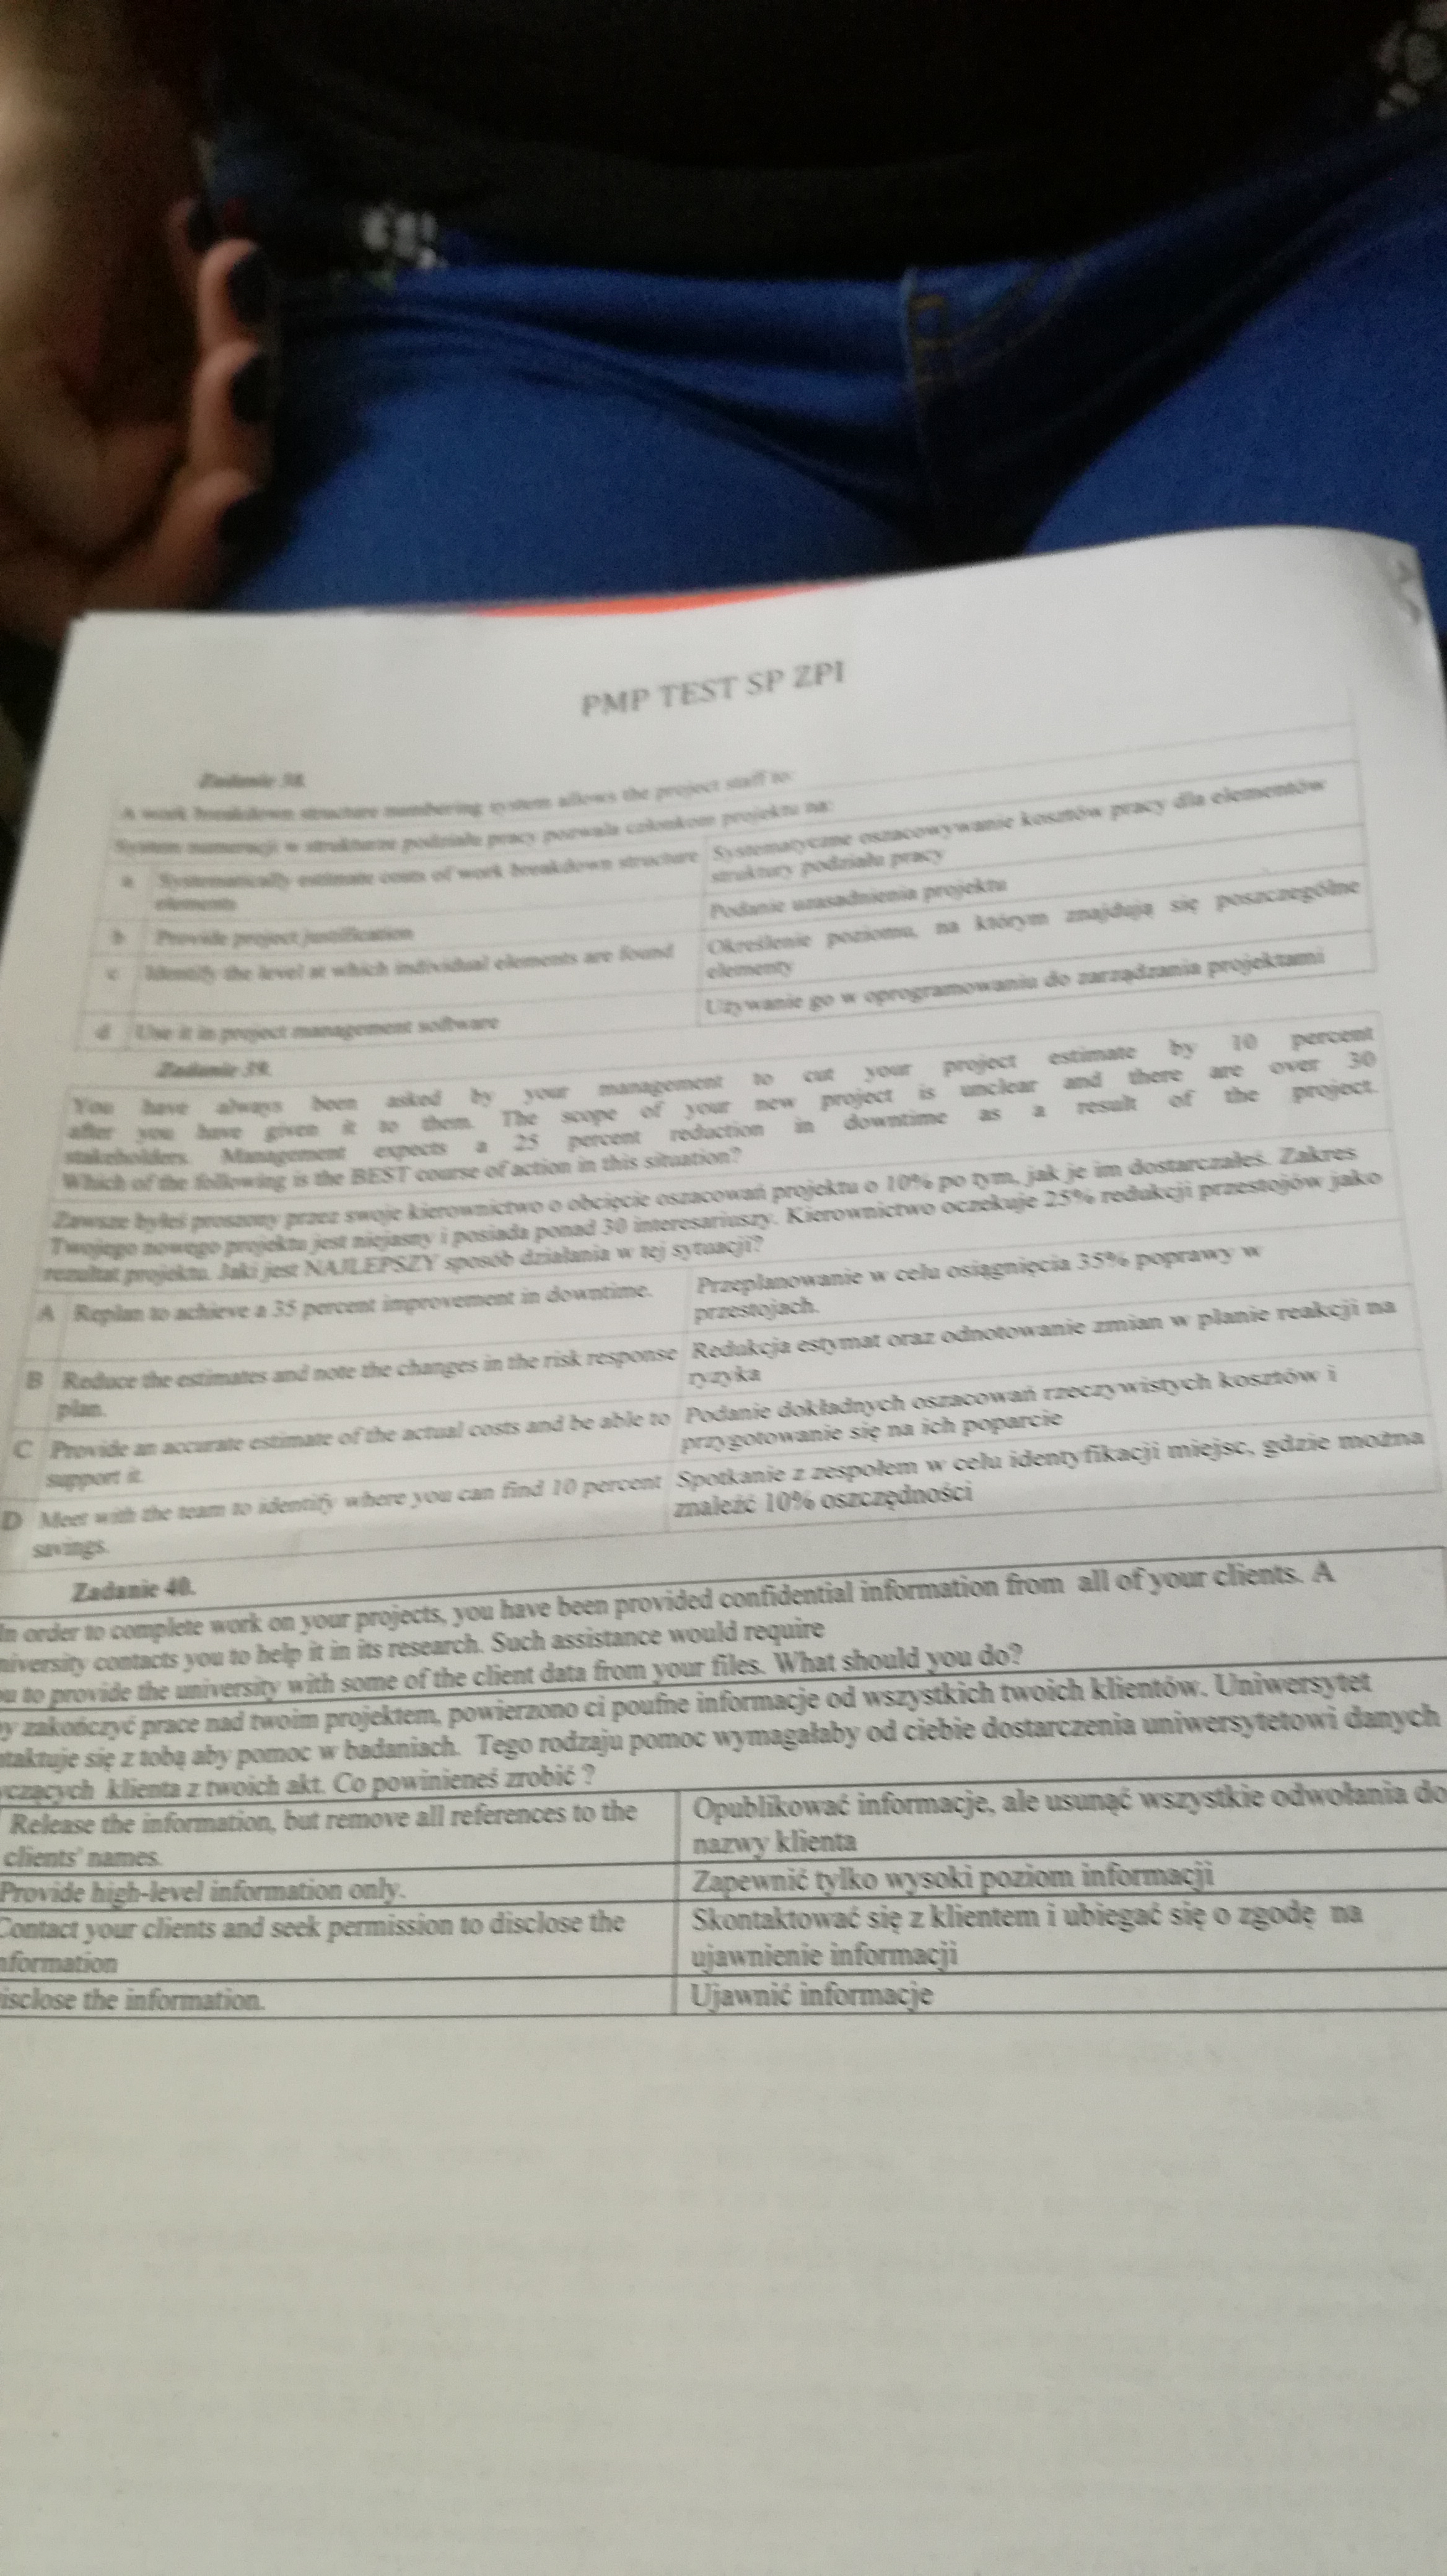 PMP TEST SP ZPI
Zadanie 38.
A work breakdown structure numbering system allows the project staff to:
System numeracji w strukturze podziału pracy pozwala członkom projektu na:
a Systematically estimate costs of work breakdown structure elements
Systematyczne oszacowywanie kosztów pracy dla elementów struktury podziału pracy
b Provide project justification
Podanie uzasadnienia projektu
c Identify the level at which individual elements are found
Określenie poziomu, na którym znajdują się poszczególne elementy
d Use it in project management software
Używanie go w oprogramowaniu do zarządzania projektami
Zadanie 39.
You have always been asked by your management to cut your project estimate by 10 percent
after you have given it to them. The scope of your new project is unclear and there are over 30
stakeholders. Management expects a 25 percent reduction in downtime as a result of the project.
Which of the following is the BEST course of action in this situation?
Zawsze byłeś proszony przez swoje kierownictwo o obcięcie oszacowań projektu o 10% po tym, jak je im dostarczałeś. Zakres
Twojego nowego projektu jest niejasny i posiada ponad 30 interesariuszy. Kierownictwo oczekuje 25% redukcji przestojów jako
rezultat projektu. Jaki jest NAJLEPSZY sposób działania w tej sytuacji?
A Replan to achieve a 35 percent improvement in downtime.
Przeplanowanie w celu osiągnięcia 35% poprawy w
przestojach.
B Reduce the estimates and note the changes in the risk response
plan.
Redukcja estymat oraz odnotowanie zmian w planie reakcji na
ryzyka
C Provide an accurate estimate of the actual costs and be able to
support it.
Podanie dokładnych oszacowań rzeczywistych kosztów i
przygotowanie się na ich poparcie
D Meet with the team to identify where you can find 10 percent
savings.
Spotkanie z zespołem w celu identyfikacji miejsc, gdzie można
znaleźć 10% oszczędności
Zadanie 40.
In order to complete work on your projects, you have been provided confidential information from all of your clients. A
niversity contacts you to help it in its research. Such assistance would require
ou to provide the university with some of the client data from your files. What should you do?
y zakończyć prace nad twoim projektem, powierzono ci poufne informacje od wszystkich twoich klientów. Uniwersytet
ntaktuje się z tobą aby pomoc w badaniach. Tego rodzaju pomoc wymagałaby od ciebie dostarczenia uniwersytetowi danych
yczących klienta z twoich akt. Co powinieneś zrobić ?
Release the information, but remove all references to the
clients' names.
Opublikować informacje, ale usunąć wszystkie odwołania do
nazwy klienta
Provide high-level information only.
Zapewnić tylko wysoki poziom informacji
Contact your clients and seek permission to disclose the
nformation
Skontaktować się z klientem i ubiegać się o zgodę na
ujawnienie informacji
isclose the information.
Ujawnić informacje